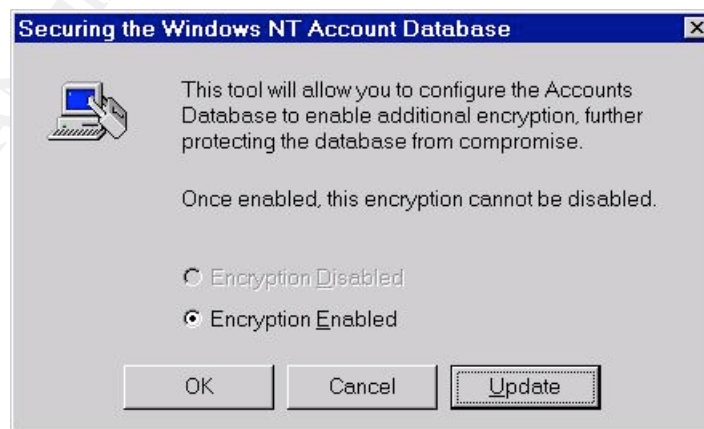 Securing the Windows NT Account Database
This tool will allow you to configure the Accounts
Database to enable additional encryption, further
protecting the database from compromise.
Once enabled, this encryption cannot be disabled.
Encryption Disabled
Encryption Enabled
OK
Cancel
Update